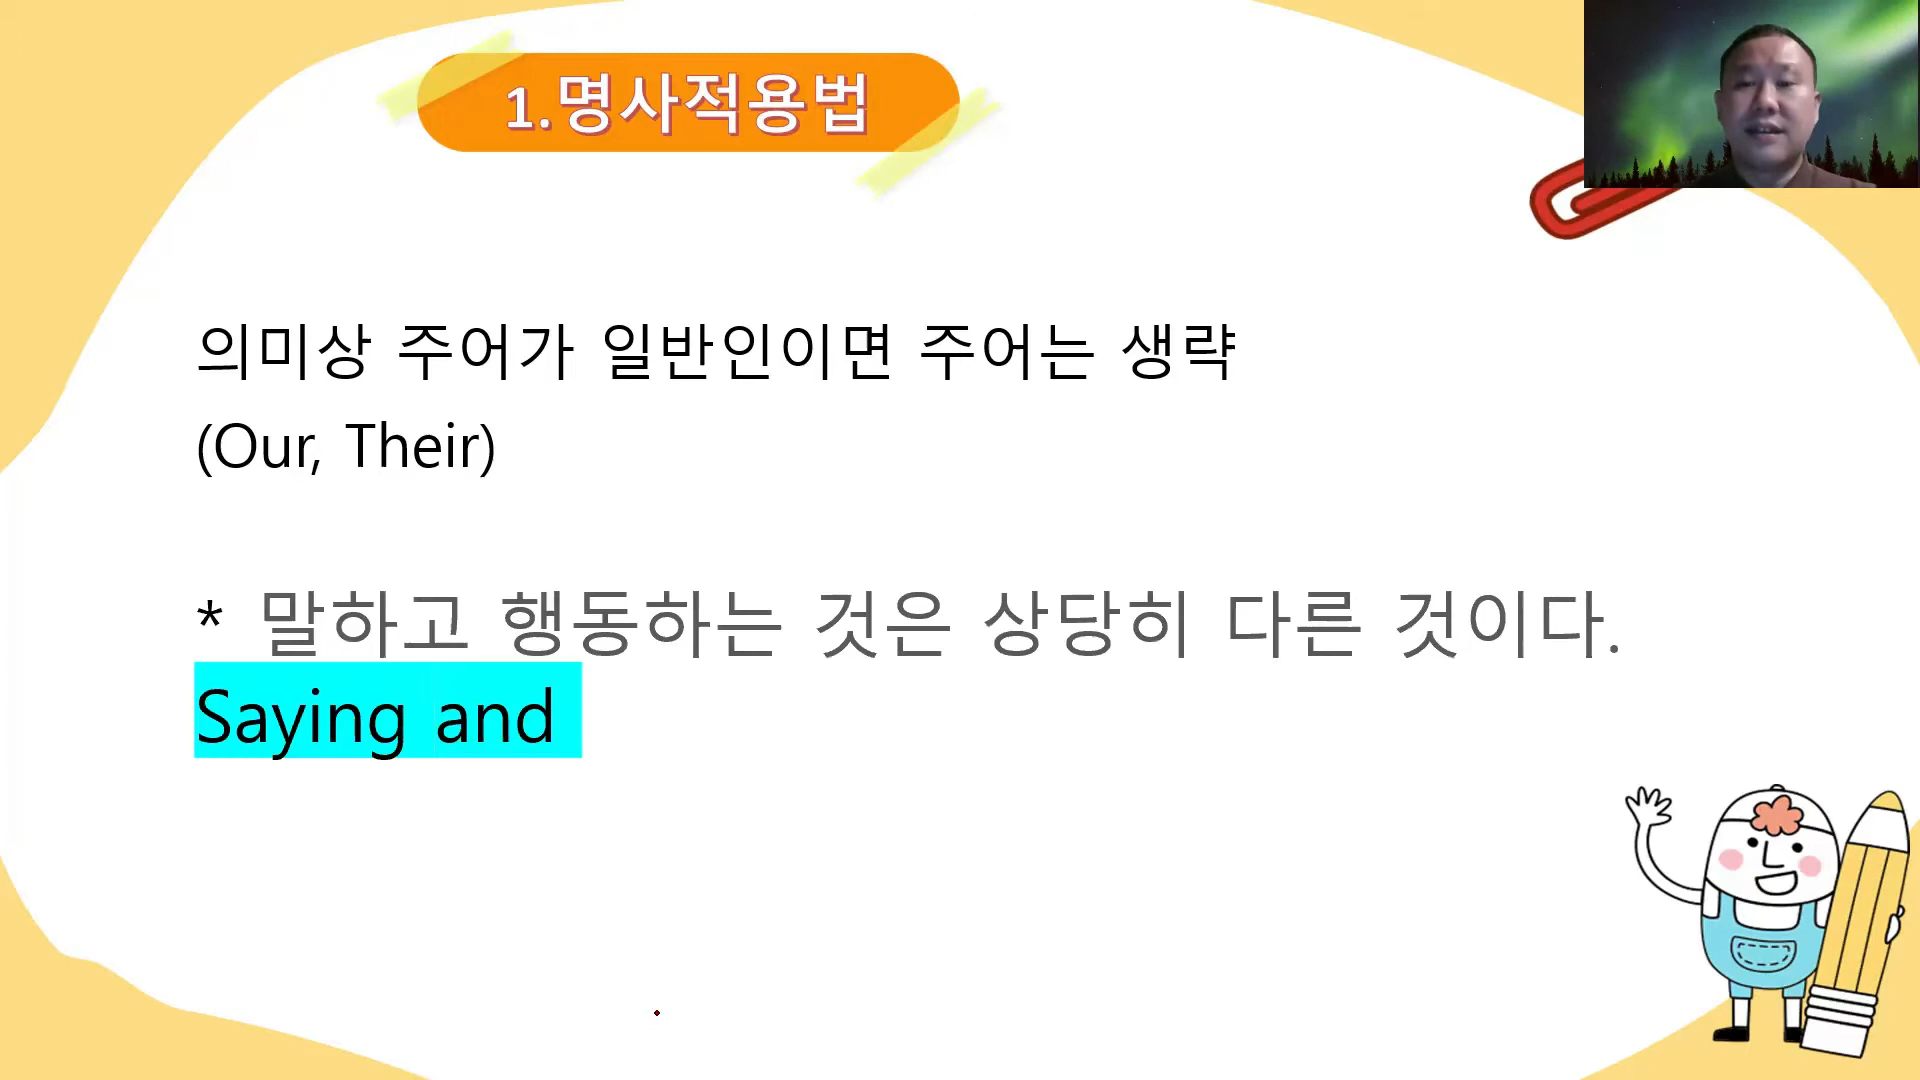 1.명사적용법
의미상 주어가 일반인이면 주어는 생략
(Our, Their)
* 말하고 행동하는 것은 상당히 다른 것이다.
Saying and